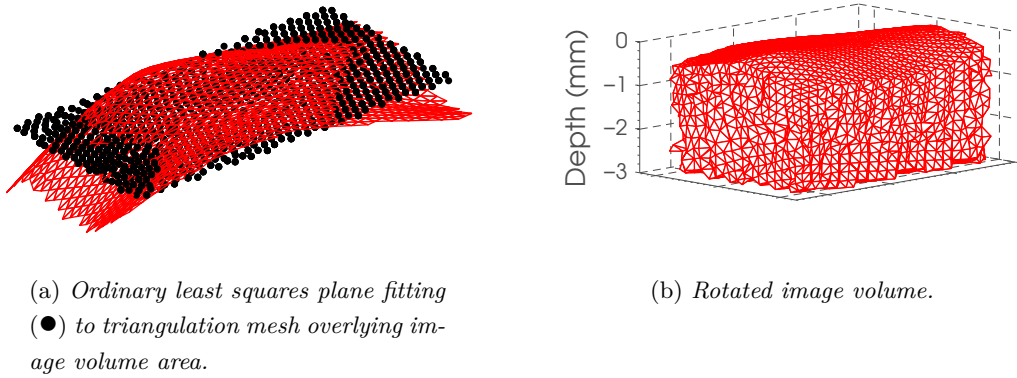 0
−1
−2
−3
Depth (mm)
(a) Ordinary least squares plane fitting
(●) to triangulation mesh overlying im-
age volume area.
(b) Rotated image volume.